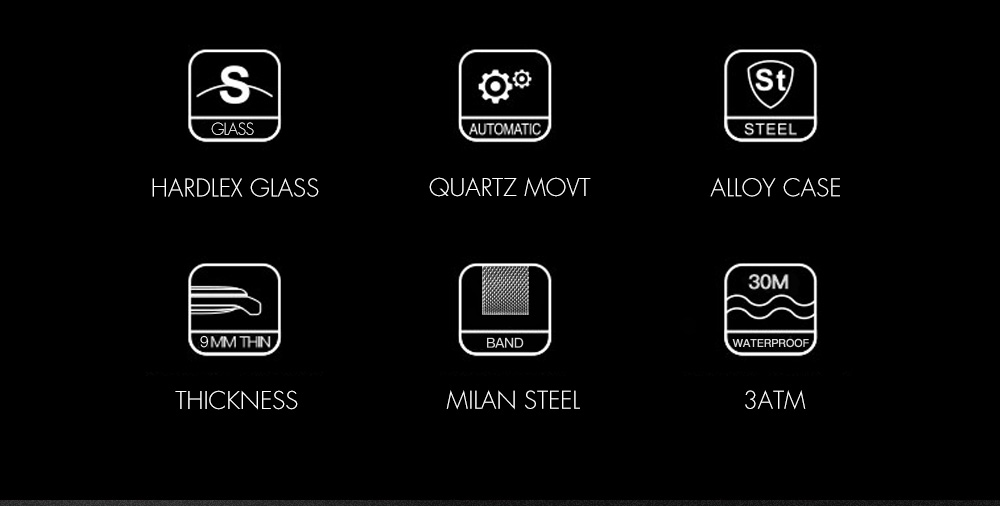 S
GLASS
HARDLEX GLASS
AUTOMATIC
QUARTZ MOVT
St
STEEL
ALLOY CASE
9MM THIN
THICKNESS
BAND
MILAN STEEL
30M
WATERPROOF
3ATM